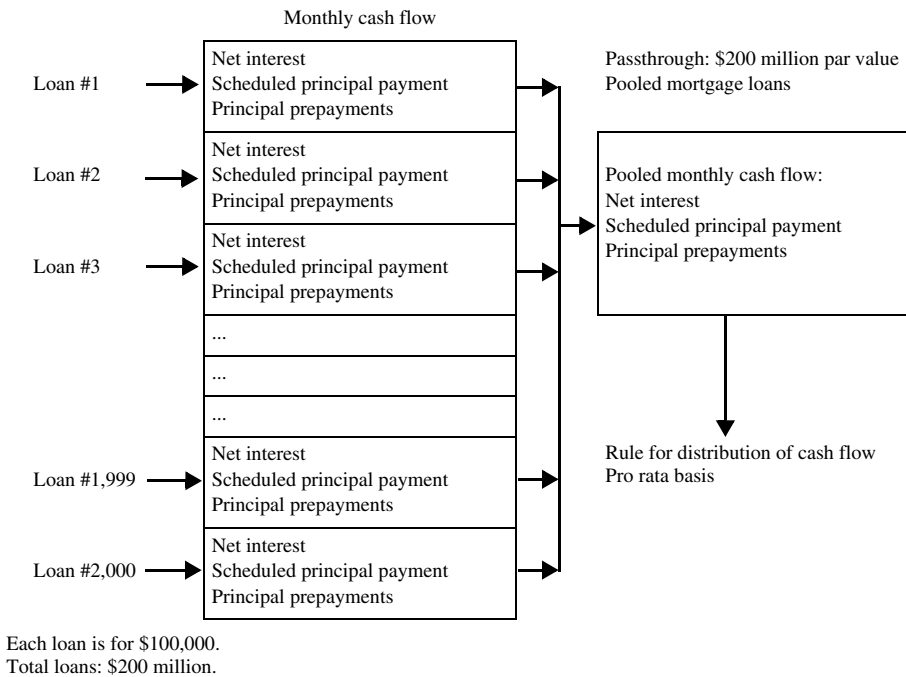 Monthly cash flow
Loan #1
Net interest
Scheduled principal payment
Principal prepayments
Loan #2
Net interest
Scheduled principal payment
Principal prepayments
Loan #3
Net interest
Scheduled principal payment
Principal prepayments
...
...
...
Loan #1,999
Net interest
Scheduled principal payment
Principal prepayments
Loan #2,000
Net interest
Scheduled principal payment
Principal prepayments
Passthrough: $200 million par value
Pooled mortgage loans
Pooled monthly cash flow:
Net interest
Scheduled principal payment
Principal prepayments
Rule for distribution of cash flow
Pro rata basis
Each loan is for $100,000.
Total loans: $200 million.